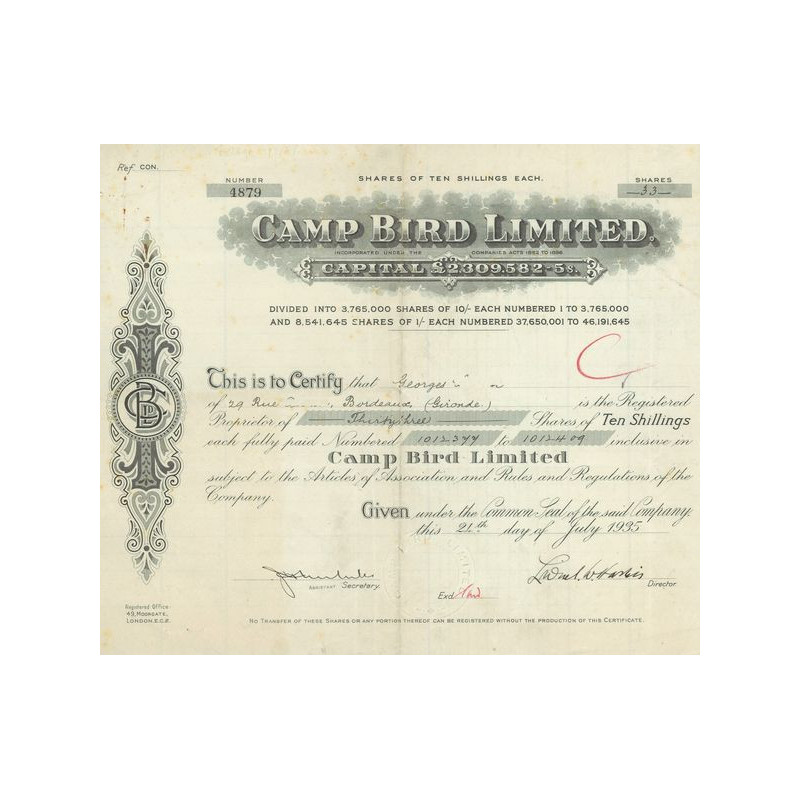 Ref CON.
NUMBER
4879
SHARES OF TEN SHILLINGS EACH.
SHARES
—33—
CAMP BIRD LIMITED.
INCORPORATED UNDER THE COMPANIES ACTS 1862 TO 1898
CAPITAL £2,309,582-5s.
DIVIDED INTO 3,765,000 SHARES OF 10/- EACH NUMBERED 1 TO 3,765,000
AND 8,541,645 SHARES OF 1/- EACH NUMBERED 37,650,001 TO 46,191,645
This is to Certify that Georges
of 29 Rue , Bordeaux, (Gironde.) is the Registered
Proprietor of — Thirtythree — Shares of Ten Shillings
each fully paid Numbered 1012377 to 1012409 inclusive in
Camp Bird Limited
subject to the Articles of Association and Rules and Regulations of the
Company.
Given under the Common Seal of the said Company,
this 24th day of July 1935
ASSISTANT Secretary.
Director
Exd
CBLD
Registered Office
49, MOORGATE,
LONDON, E.C.2.
NO TRANSFER OF THESE SHARES OR ANY PORTION THEREOF CAN BE REGISTERED WITHOUT THE PRODUCTION OF THIS CERTIFICATE.